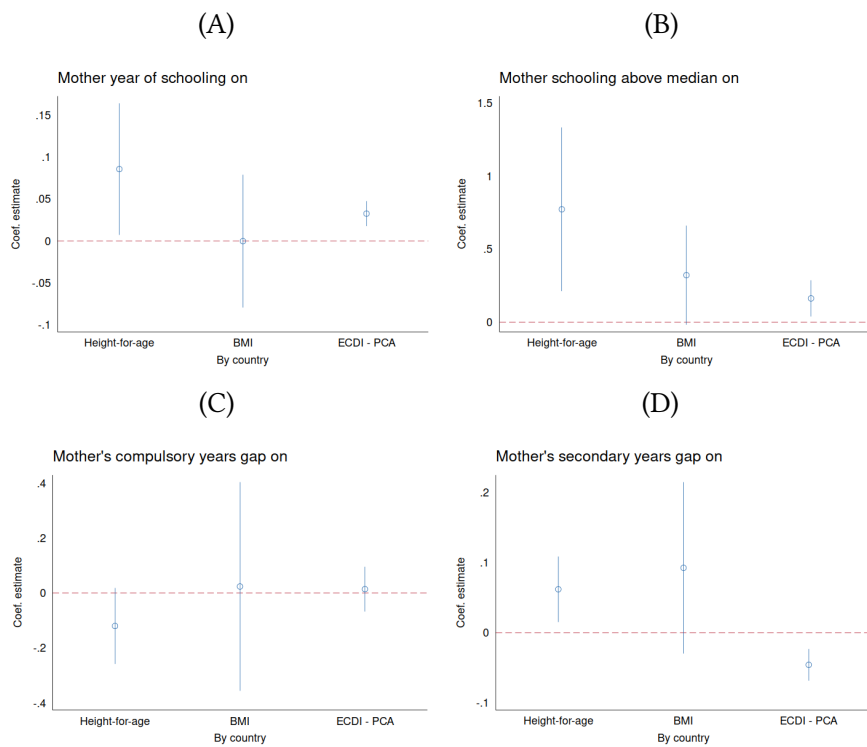 (A)
Mother year of schooling on
Coef. estimate
.15
.1
.05
0
-.05
-.1
Height-for-age BMI ECDI - PCA
By country
(B)
Mother schooling above median on
Coef. estimate
1.5
1
.5
0
Height-for-age BMI ECDI - PCA
By country
(C)
Mother's compulsory years gap on
Coef. estimate
.4
.2
0
-.2
-.4
Height-for-age BMI ECDI - PCA
By country
(D)
Mother's secondary years gap on
Coef. estimate
.2
.1
0
-.1
Height-for-age BMI ECDI - PCA
By country